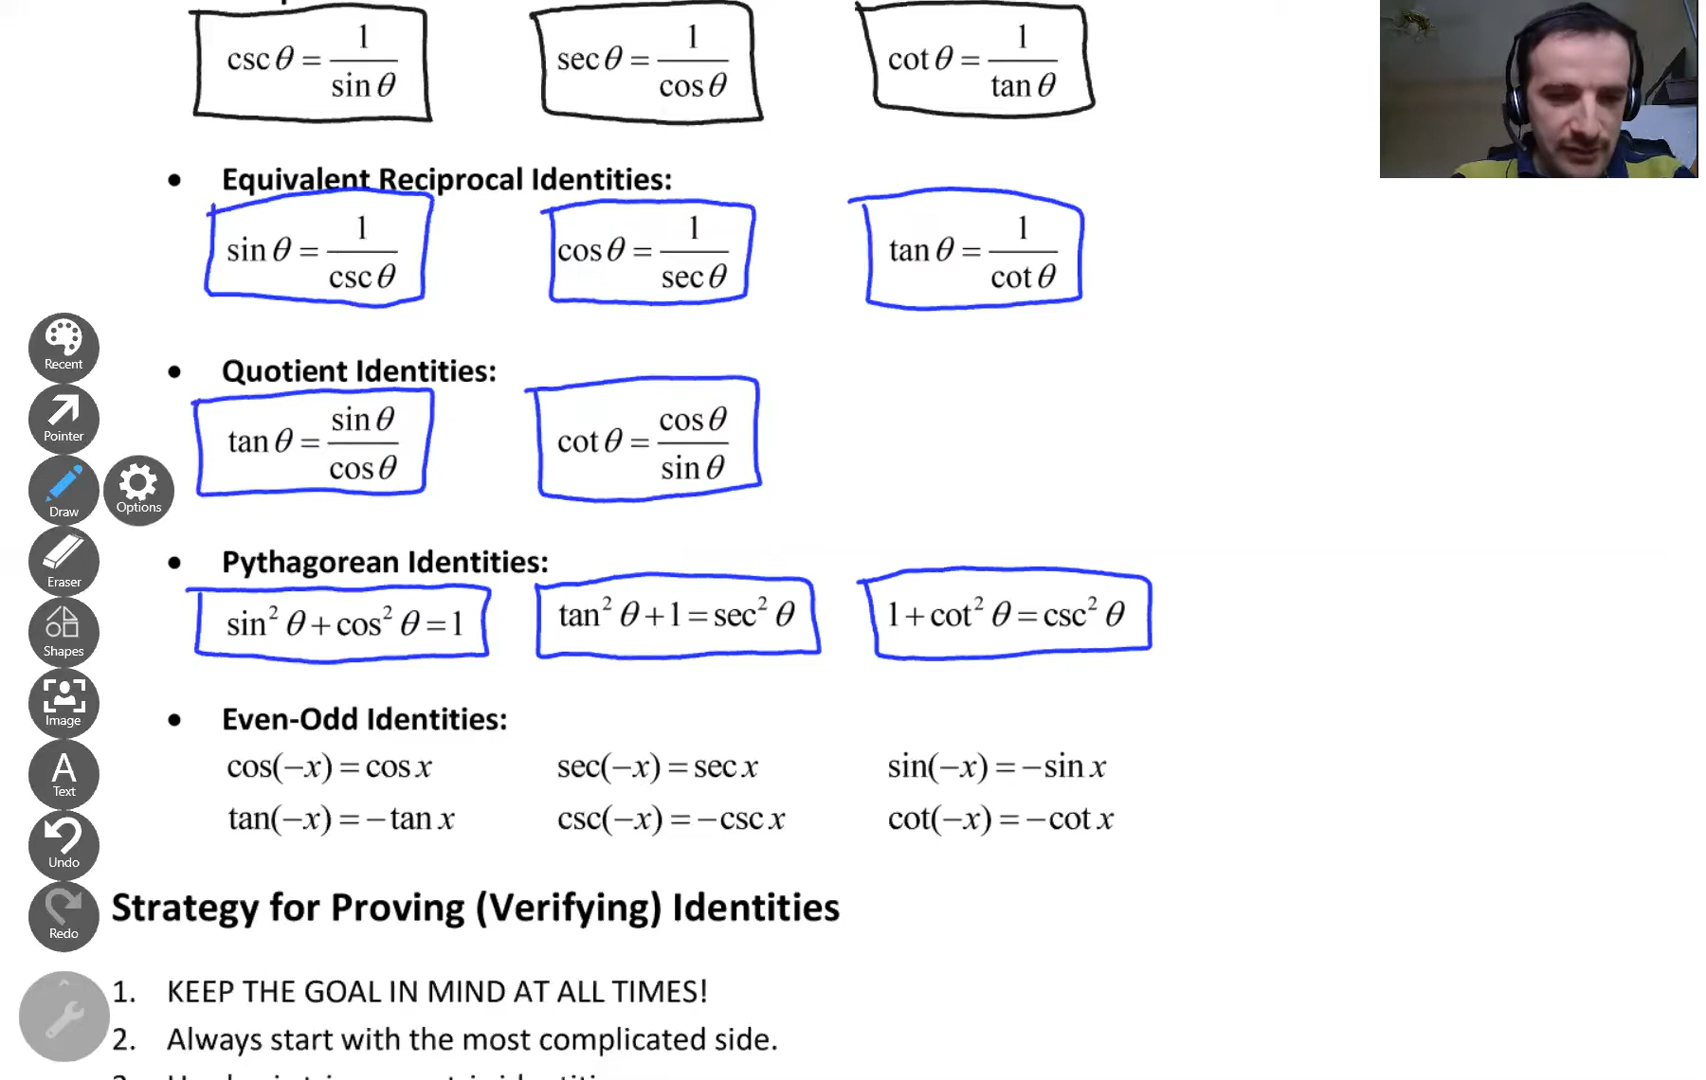 csc θ = 1/sin θ    sec θ = 1/cos θ    cot θ = 1/tan θ
• Equivalent Reciprocal Identities:
sin θ = 1/csc θ    cos θ = 1/sec θ    tan θ = 1/cot θ
Recent
• Quotient Identities:
Pointer
tan θ = sin θ/cos θ    cot θ = cos θ/sin θ
Draw
Options
• Pythagorean Identities:
Eraser
sin² θ + cos² θ = 1    tan² θ + 1 = sec² θ    1 + cot² θ = csc² θ
Shapes
Image
• Even-Odd Identities:
cos(−x) = cos x    sec(−x) = sec x    sin(−x) = − sin x
A
Text
tan(−x) = − tan x    csc(−x) = − csc x    cot(−x) = − cot x
Undo
Strategy for Proving (Verifying) Identities
Redo
1. KEEP THE GOAL IN MIND AT ALL TIMES!
2. Always start with the most complicated side.